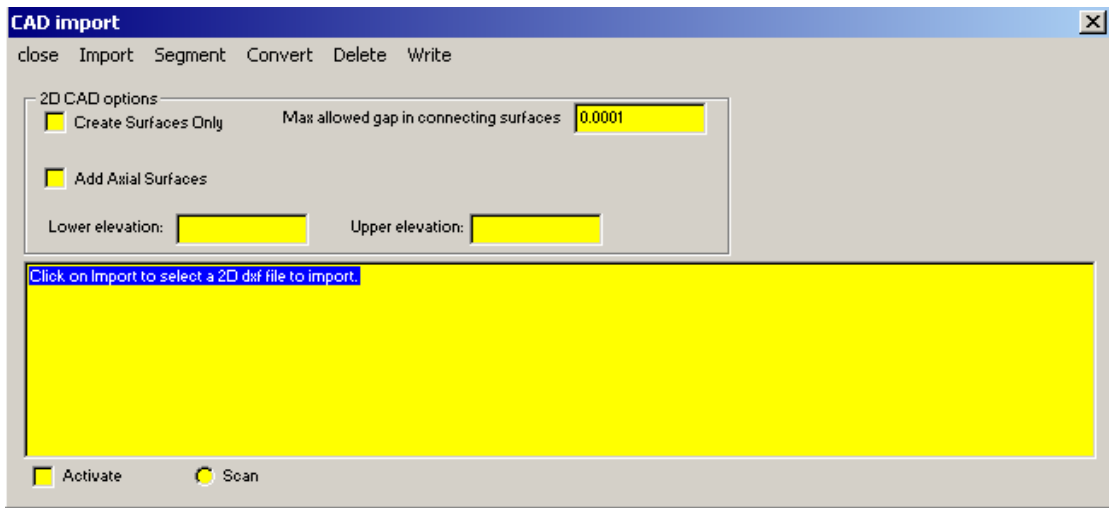 CAD import
close Import Segment Convert Delete Write
2D CAD options
Create Surfaces Only Max allowed gap in connecting surfaces 0.0001
Add Axial Surfaces
Lower elevation: Upper elevation:
Click on Import to select a 2D dxf file to import.
Activate Scan